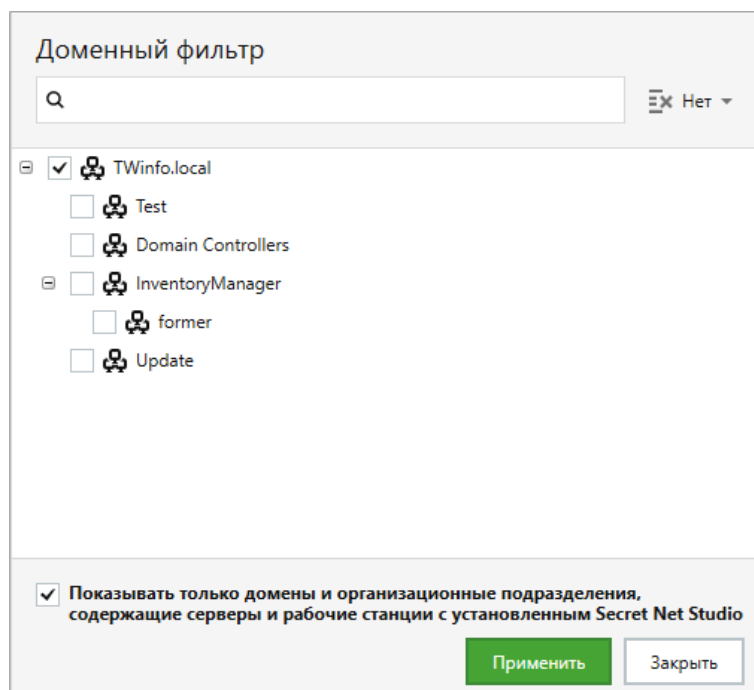 Доменный фильтр
Нет
TWinfo.local
Test
Domain Controllers
InventoryManager
former
Update
Показывать только домены и организационные подразделения,
содержащие серверы и рабочие станции с установленным Secret Net Studio
Применить
Закрыть